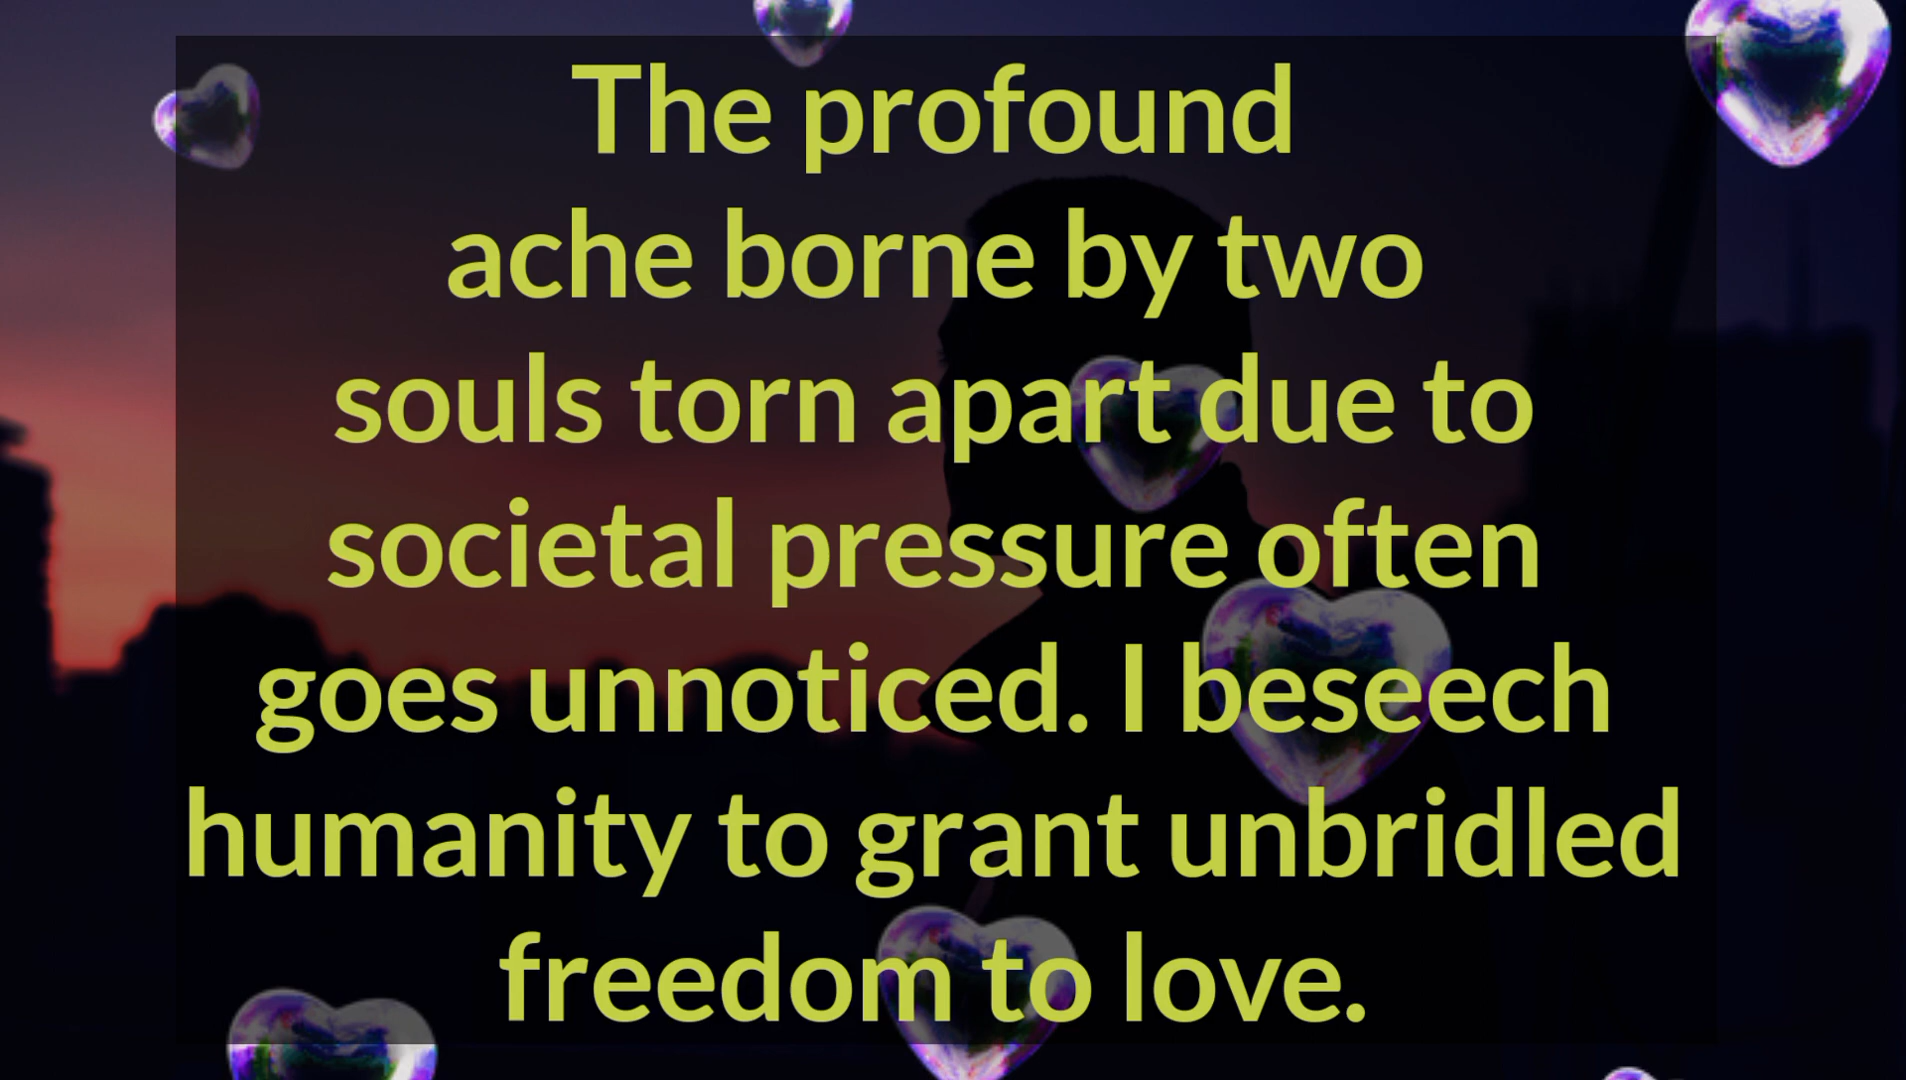 The profound
ache borne by two
souls torn apart due to
societal pressure often
goes unnoticed. I beseech
humanity to grant unbridled
freedom to love.